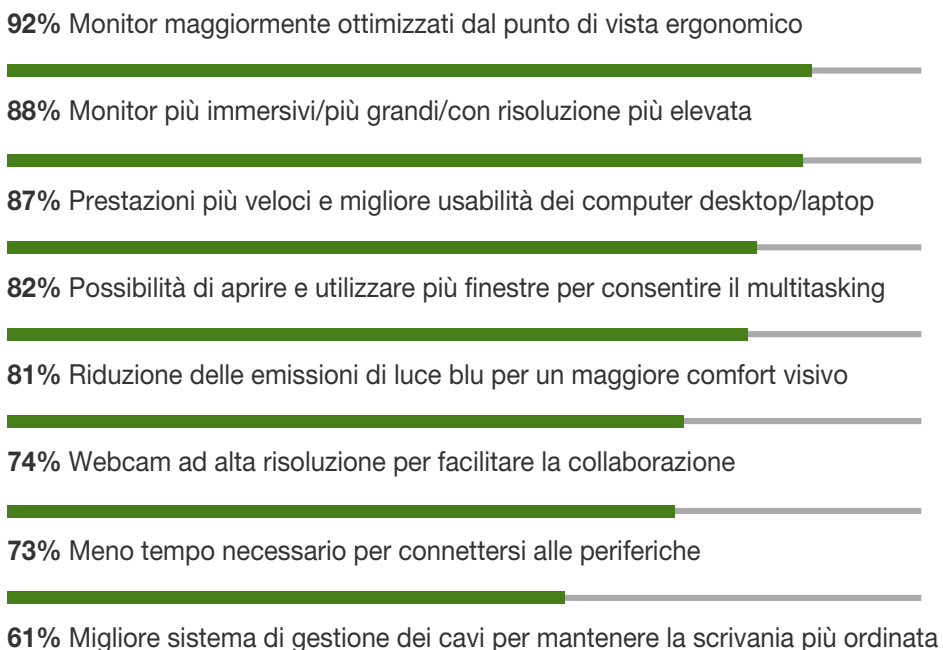 92% Monitor maggiormente ottimizzati dal punto di vista ergonomico
88% Monitor più immersivi/più grandi/con risoluzione più elevata
87% Prestazioni più veloci e migliore usabilità dei computer desktop/laptop
82% Possibilità di aprire e utilizzare più finestre per consentire il multitasking
81% Riduzione delle emissioni di luce blu per un maggiore comfort visivo
74% Webcam ad alta risoluzione per facilitare la collaborazione
73% Meno tempo necessario per connettersi alle periferiche
61% Migliore sistema di gestione dei cavi per mantenere la scrivania più ordinata